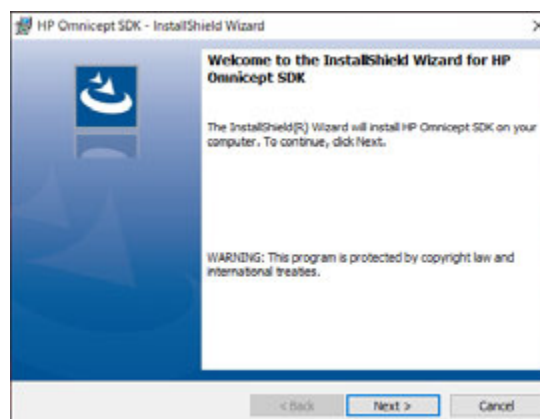 HP Omnicept SDK - InstallShield Wizard
Welcome to the InstallShield Wizard for HP
Omnicept SDK
The InstallShield(R) Wizard will install HP Omnicept SDK on your
computer. To continue, click Next.
WARNING: This program is protected by copyright law and
international treaties.
< Back
Next >
Cancel